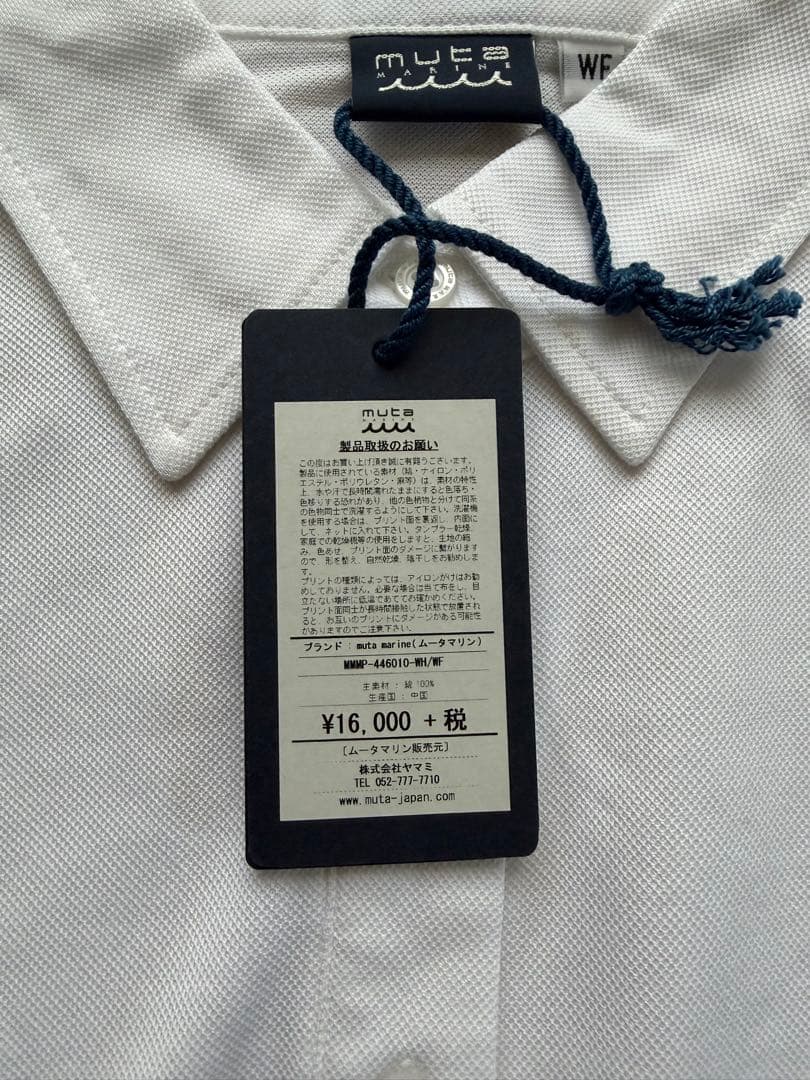 muta
MARINE
WF
muta
MARINE
製品取扱のお願い
この度はお買い上げ頂き誠に有難うございます。
製品に使用されている素材(綿・ナイロン・ポリ
エステル・ポリウレタン・麻等)は、素材の特性
上、水や汗で長時間濡れたままにすると色落ち・
色移りする恐れがあり、他の色柄物と分けて同系
の色物同士で洗濯するようにして下さい。洗濯機
を使用する場合は、プリント面を裏返し、内面に
して、ネットに入れて下さい。タンブラー乾燥、
家庭での乾燥機等の使用をしますと、生地の縮
み、色あせ、プリント面のダメージに繋がります
ので、形を整え、自然乾燥、陰干しをお勧めしま
す。
プリントの種類によっては、アイロンがけはお勧
めしておりません。必要な場合は当て布をし、目
立たない場所に低温であててお確かめください。
プリント面同士が長時間接触した状態で放置され
ると、お互いのプリントにダメージがある可能性
がありますのでご注意下さい。
ブランド : muta marine(ムータマリン)
MMMP-446010-WH/WF
主素材 : 綿 100%
生産国 : 中国
¥16,000 +税
〔ムータマリン販売元〕
株式会社ヤマミ
TEL 052-777-7710
www.muta-japan.com